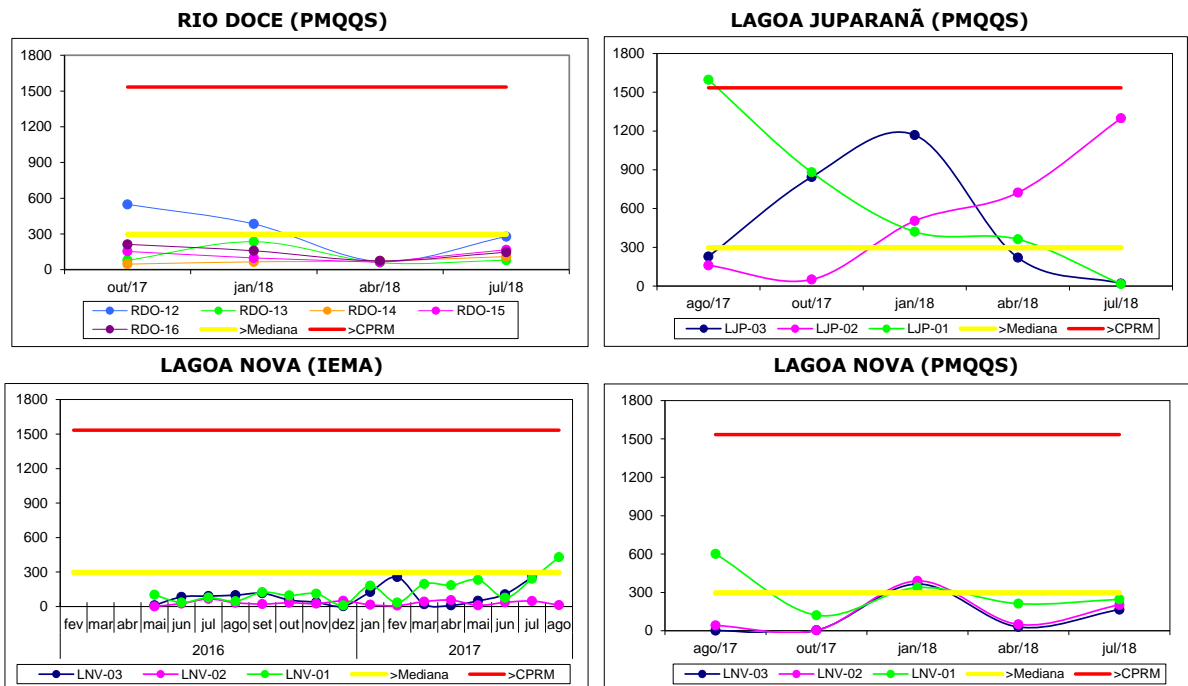 RIO DOCE (PMQQS)
1800
1500
1200
900
600
300
0
out/17 jan/18 abr/18 jul/18
RDO-12 RDO-13 RDO-14 RDO-15
RDO-16 >Mediana >CPRM
LAGOA JUPARANÃ (PMQQS)
1800
1500
1200
900
600
300
0
ago/17 out/17 jan/18 abr/18 jul/18
LJP-03 LJP-02 LJP-01 >Mediana >CPRM
LAGOA NOVA (IEMA)
1800
1500
1200
900
600
300
0
fev mar abr mai jun jul ago set out nov dez jan fev mar abr mai jun jul ago
2016 2017
LNV-03 LNV-02 LNV-01 >Mediana >CPRM
LAGOA NOVA (PMQQS)
1800
1500
1200
900
600
300
0
ago/17 out/17 jan/18 abr/18 jul/18
LNV-03 LNV-02 LNV-01 >Mediana >CPRM